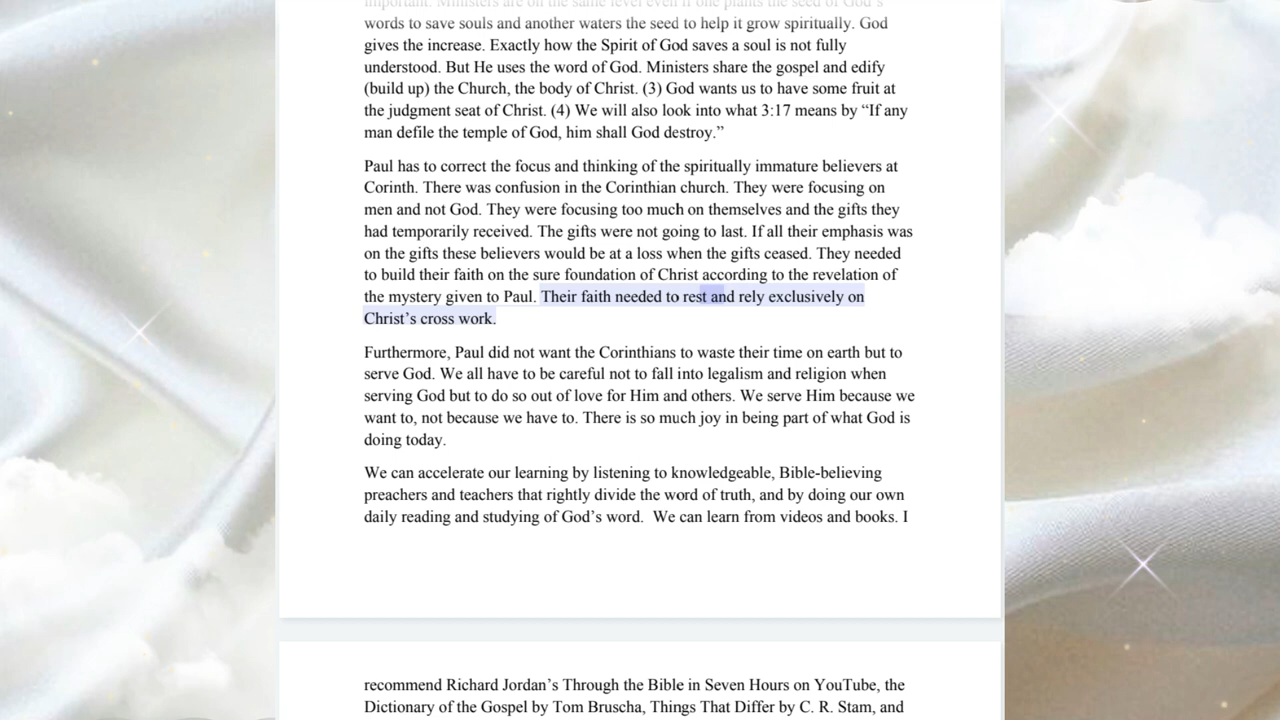 important. Ministers are on the same level even if one plants the seed of God's
words to save souls and another waters the seed to help it grow spiritually. God
gives the increase. Exactly how the Spirit of God saves a soul is not fully
understood. But He uses the word of God. Ministers share the gospel and edify
(build up) the Church, the body of Christ. (3) God wants us to have some fruit at
the judgment seat of Christ. (4) We will also look into what 3:17 means by “If any
man defile the temple of God, him shall God destroy.”
Paul has to correct the focus and thinking of the spiritually immature believers at
Corinth. There was confusion in the Corinthian church. They were focusing on
men and not God. They were focusing too much on themselves and the gifts they
had temporarily received. The gifts were not going to last. If all their emphasis was
on the gifts these believers would be at a loss when the gifts ceased. They needed
to build their faith on the sure foundation of Christ according to the revelation of
the mystery given to Paul. Their faith needed to rest and rely exclusively on
Christ’s cross work.
Furthermore, Paul did not want the Corinthians to waste their time on earth but to
serve God. We all have to be careful not to fall into legalism and religion when
serving God but to do so out of love for Him and others. We serve Him because we
want to, not because we have to. There is so much joy in being part of what God is
doing today.
We can accelerate our learning by listening to knowledgeable, Bible-believing
preachers and teachers that rightly divide the word of truth, and by doing our own
daily reading and studying of God’s word.  We can learn from videos and books. I
recommend Richard Jordan’s Through the Bible in Seven Hours on YouTube, the
Dictionary of the Gospel by Tom Bruscha, Things That Differ by C. R. Stam, and